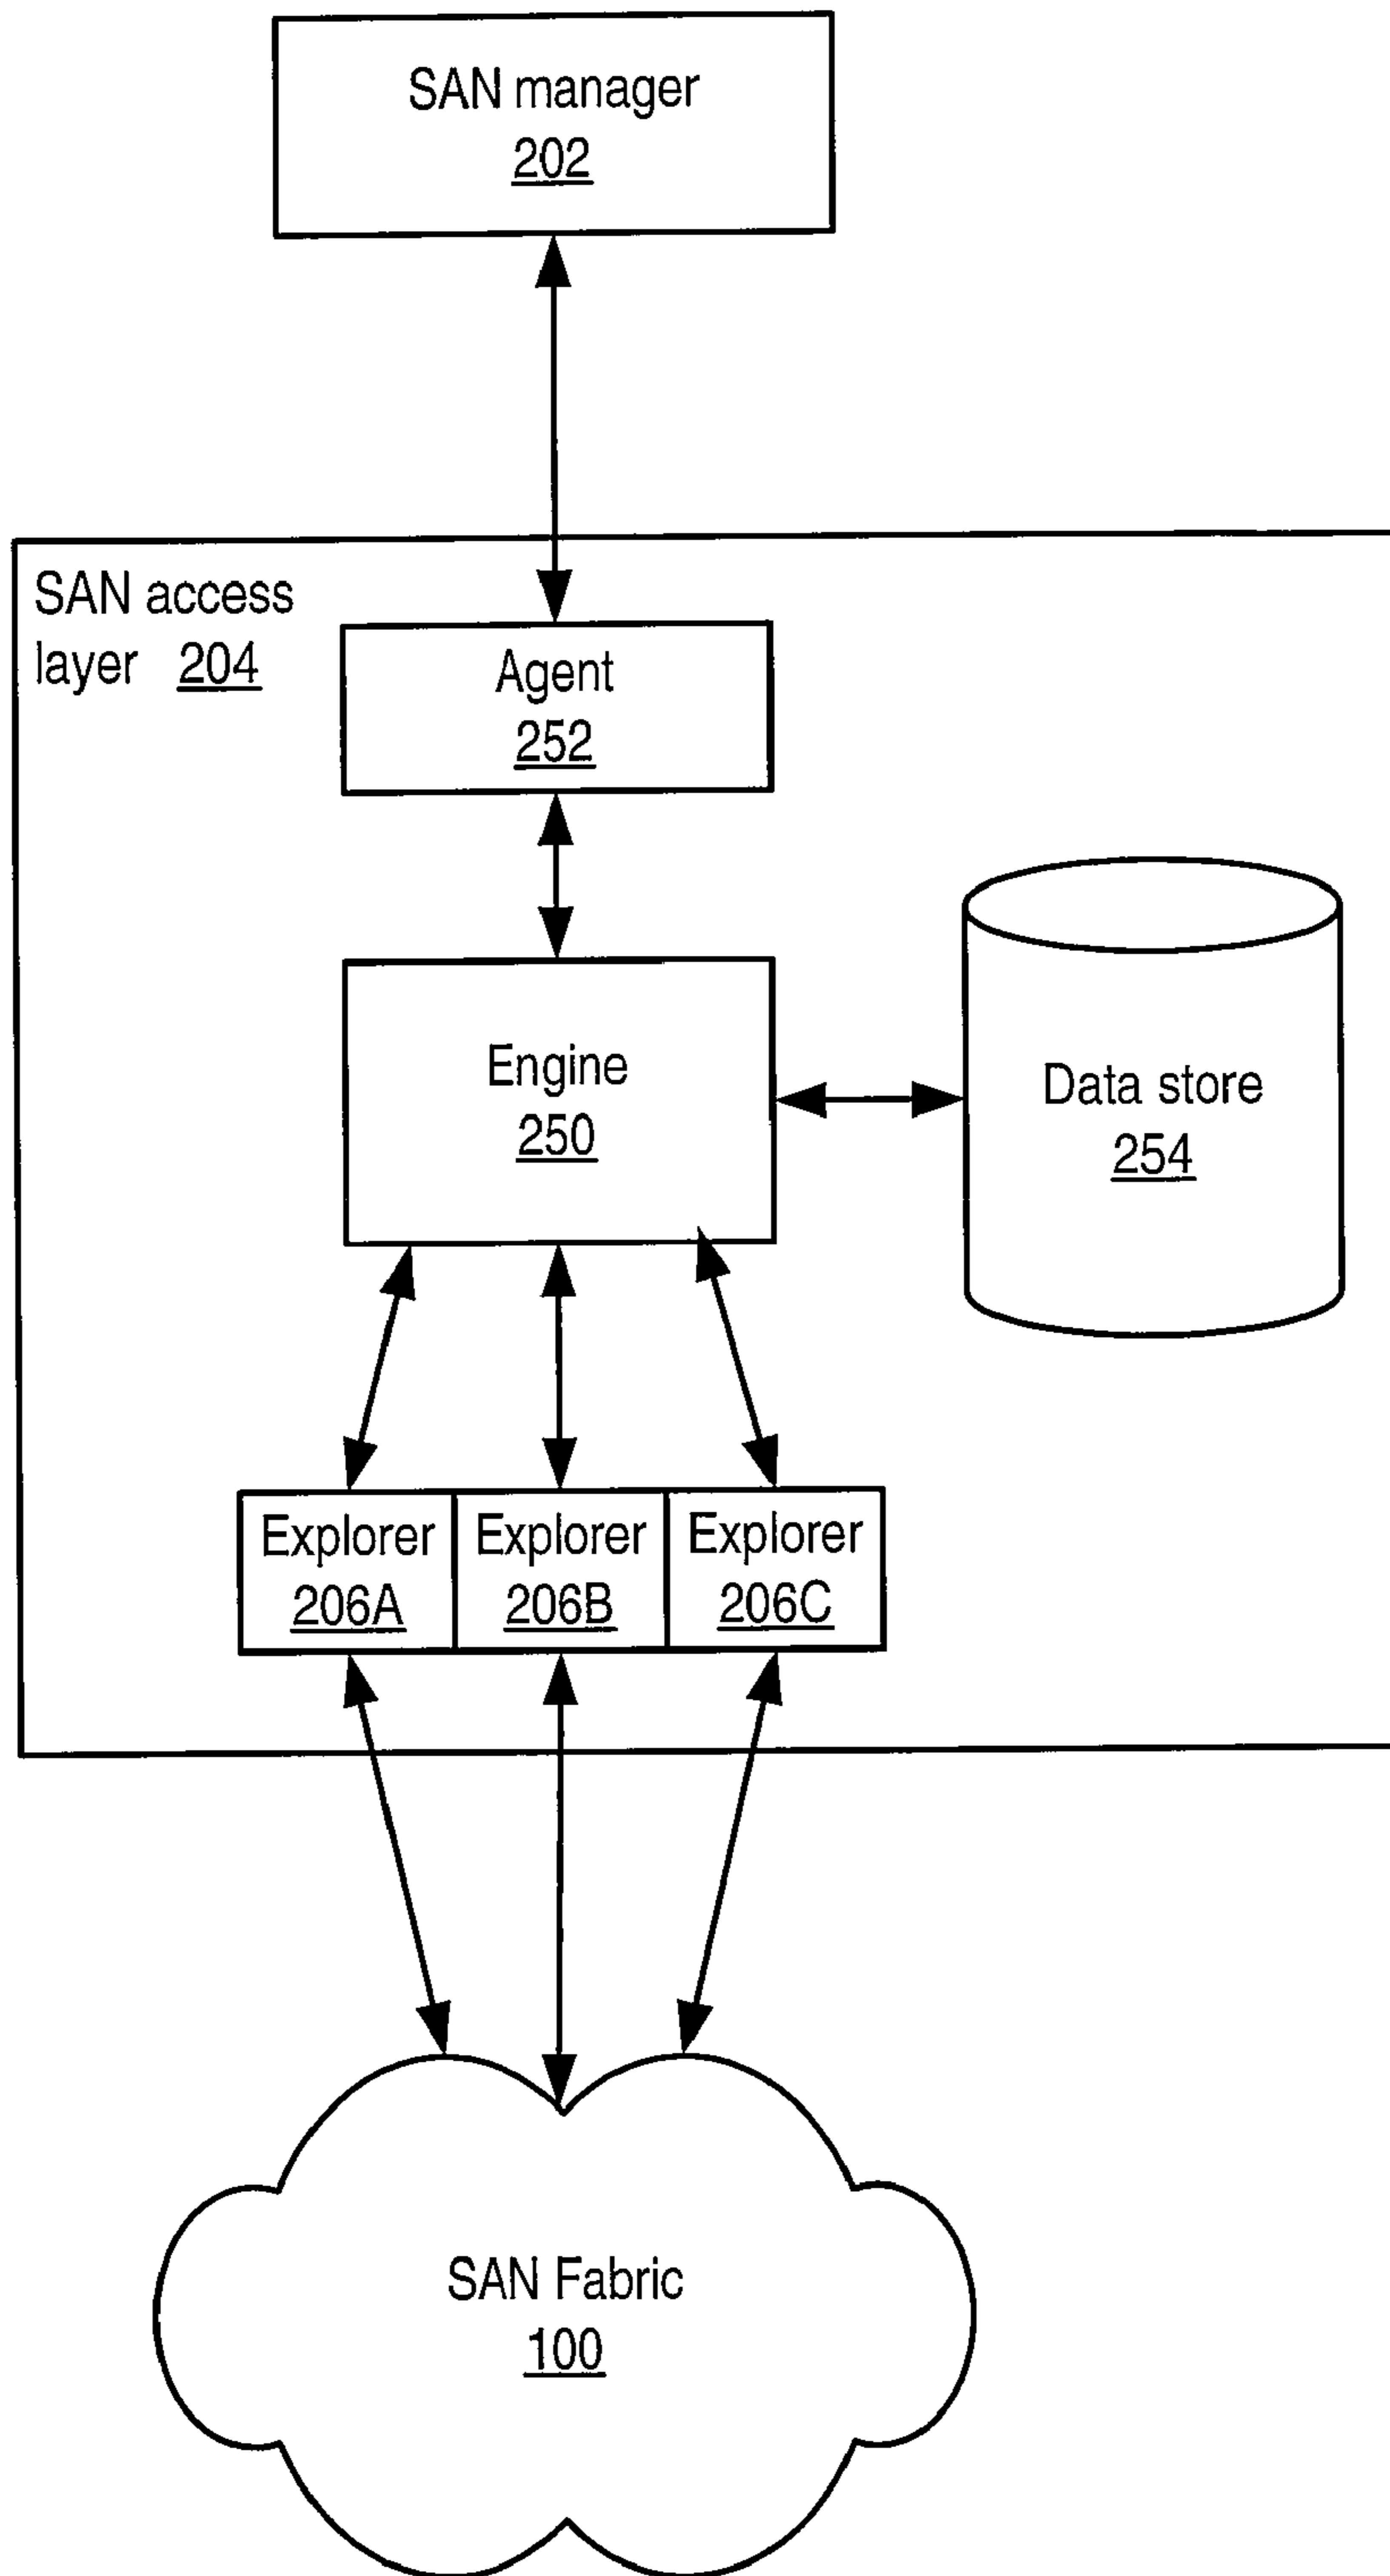 SAN manager
202
SAN access
layer 204
Agent
252
Engine
250
Data store
254
Explorer
206A
Explorer
206B
Explorer
206C
SAN Fabric
100